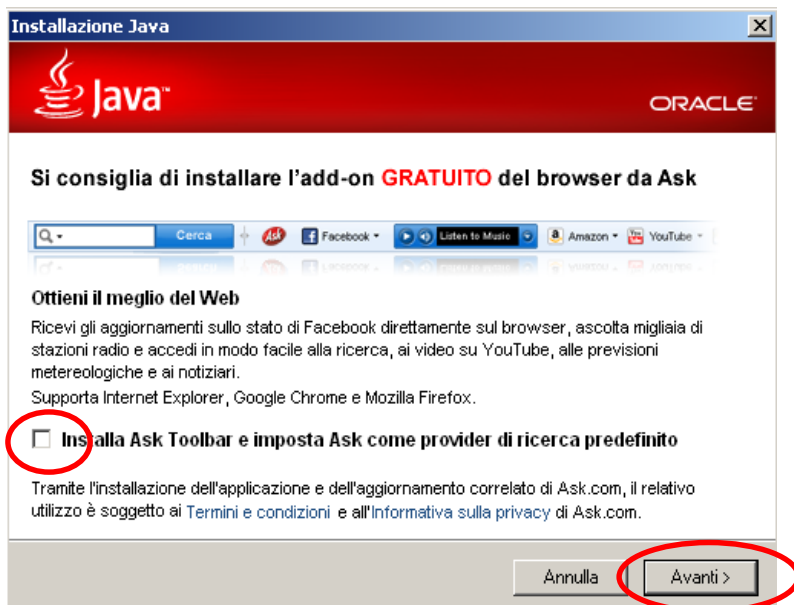 Installazione Java
Java™
ORACLE
Si consiglia di installare l'add-on GRATUITO del browser da Ask
Cerca Ask Facebook Listen to Music Amazon YouTube
Ottieni il meglio del Web
Ricevi gli aggiornamenti sullo stato di Facebook direttamente sul browser, ascolta migliaia di
stazioni radio e accedi in modo facile alla ricerca, ai video su YouTube, alle previsioni
metereologiche e ai notiziari.
Supporta Internet Explorer, Google Chrome e Mozilla Firefox.
Installa Ask Toolbar e imposta Ask come provider di ricerca predefinito
Tramite l'installazione dell'applicazione e dell'aggiornamento correlato di Ask.com, il relativo
utilizzo è soggetto ai Termini e condizioni e all'Informativa sulla privacy di Ask.com.
Annulla Avanti >